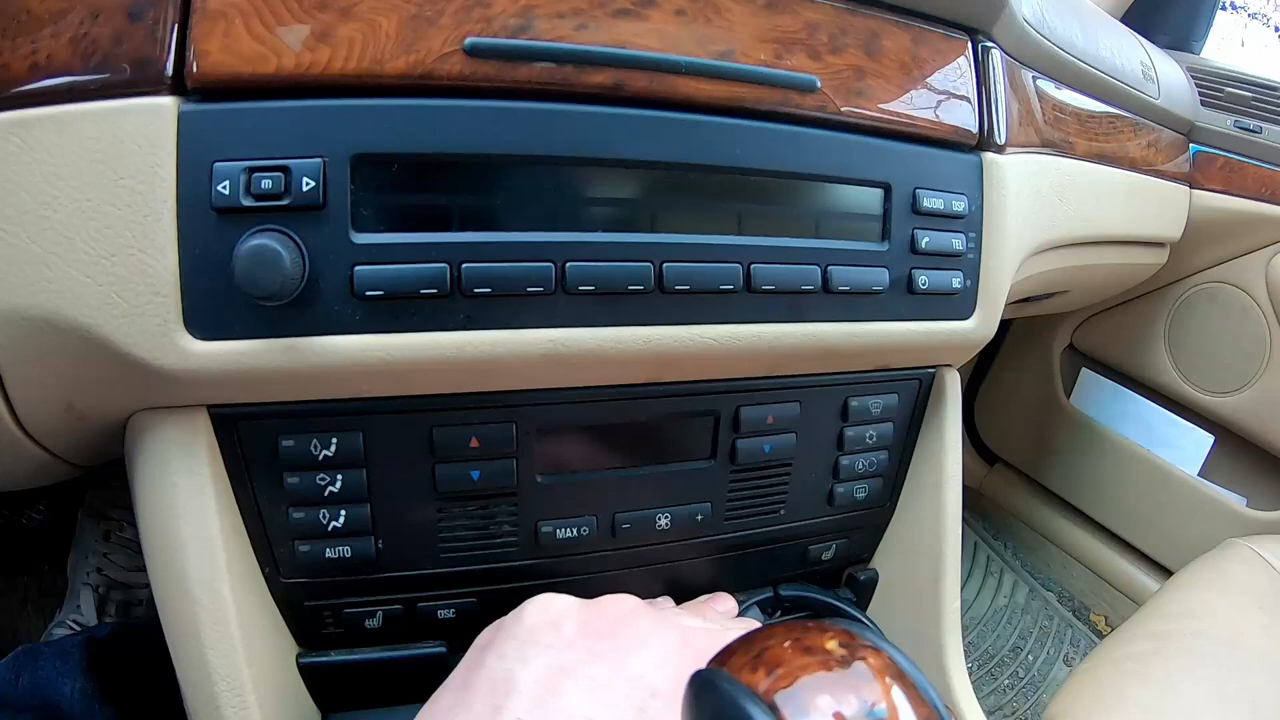 m
AUDIO DSP
TEL
BC
MAX
- +
AUTO
DSC